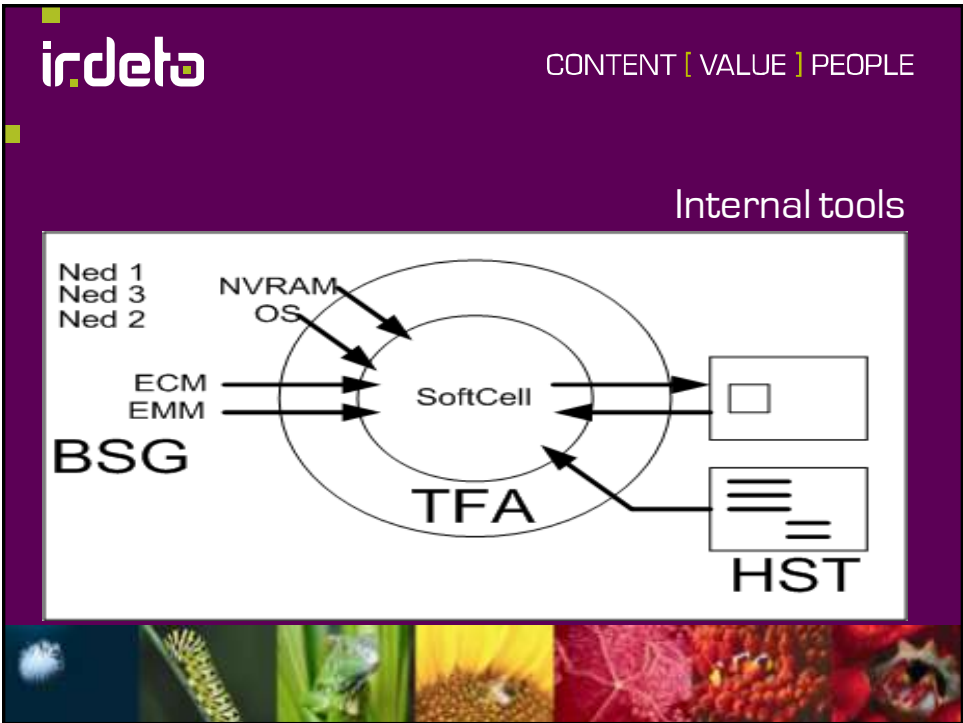 irdeto
CONTENT [ VALUE ] PEOPLE
Internal tools
Ned 1
Ned 3
Ned 2
NVRAM
OS
ECM
EMM
BSG
SoftCell
TFA
HST